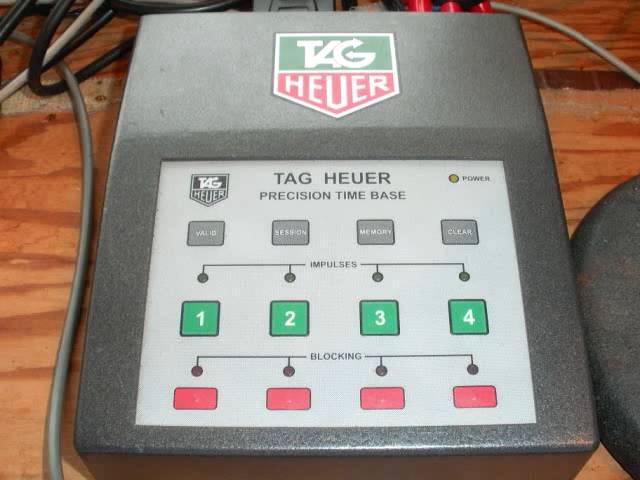 TAG
HEUER
TAG
HEUER
TAG HEUER
PRECISION TIME BASE
POWER
VALID
SESSION
MEMORY
CLEAR
IMPULSES
1
2
3
4
BLOCKING